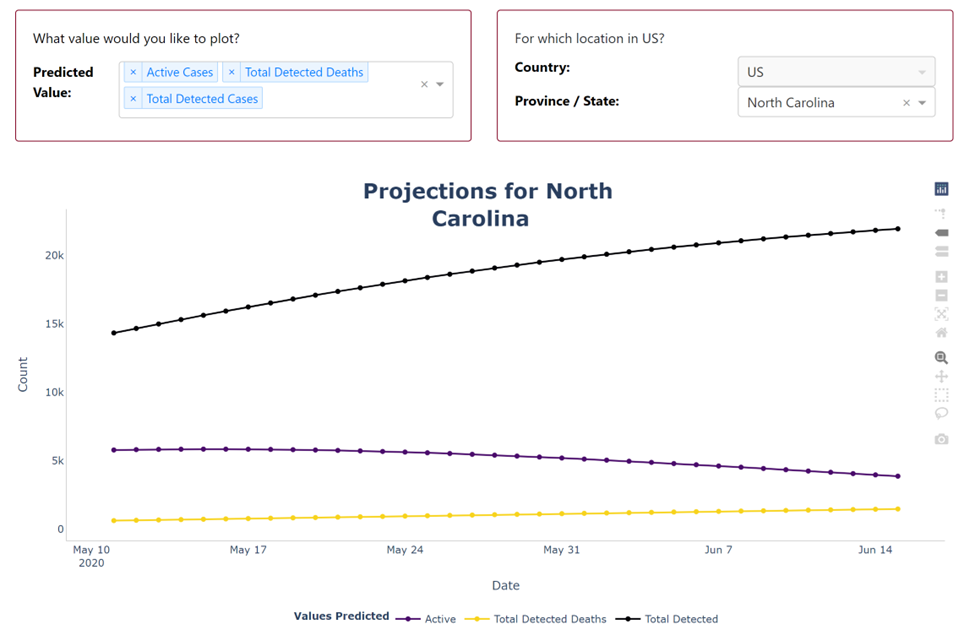 What value would you like to plot?
Predicted
Value:
× Active Cases × Total Detected Deaths
× Total Detected Cases
×
For which location in US?
Country:
US
Province / State:
North Carolina ×
Projections for North
Carolina
Count
20k
15k
10k
5k
0
May 10
2020
May 17 May 24 May 31 Jun 7 Jun 14
Date
Values Predicted Active Total Detected Deaths Total Detected